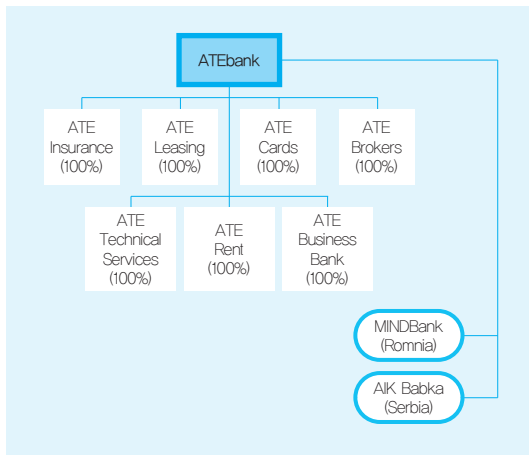 ATEbank
ATE
Insurance
(100%)
ATE
Leasing
(100%)
ATE
Cards
(100%)
ATE
Brokers
(100%)
ATE
Technical
Services
(100%)
ATE
Rent
(100%)
ATE
Business
Bank
(100%)
MINDBank
(Romnia)
AIK Babka
(Serbia)